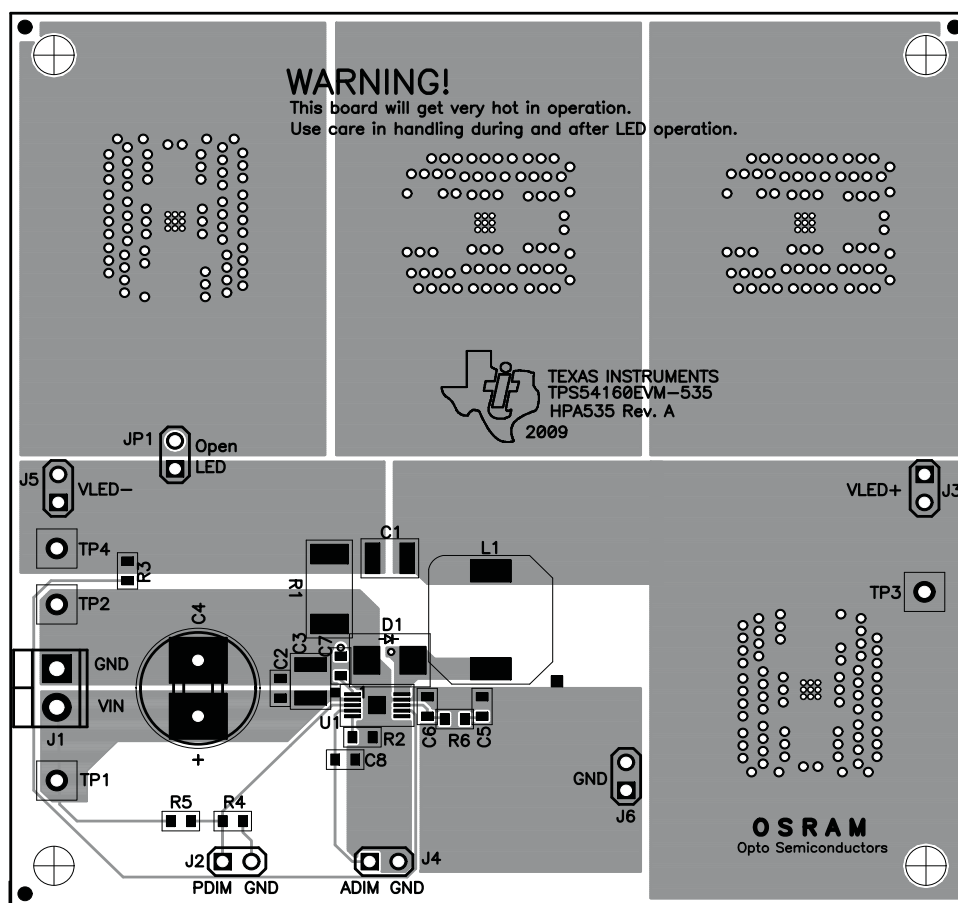 WARNING!
This board will get very hot in operation.
Use care in handling during and after LED operation.
TEXAS INSTRUMENTS
TPS54160EVM-535
HPA535 Rev. A
2009
JP1
Open
LED
J5
VLED-
VLED+
J3
TP4
R3
C1
L1
R1
TP2
TP3
C4
D1
C7
C3
C2
GND
VIN
J1
U1
R2
C6
R6
C5
+
C8
TP1
GND
J6
R5
R4
OSRAM
Opto Semiconductors
J2
J4
PDIM
GND
ADIM
GND